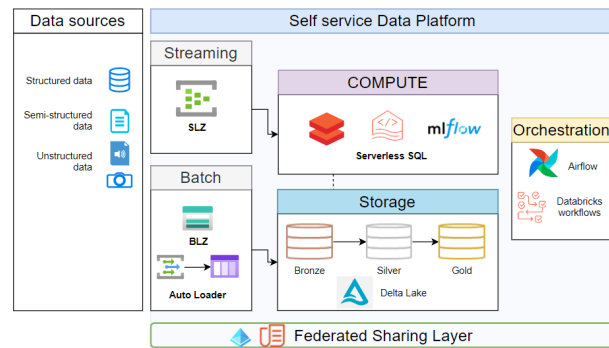 Data sources
Self service Data Platform
Structured data
Semi-structured
data
Unstructured
data
Streaming
SLZ
Batch
BLZ
Auto Loader
COMPUTE
mlflow
Serverless SQL
Storage
Bronze
Silver
Gold
Delta Lake
Orchestration
Airflow
Databricks
workflows
Federated Sharing Layer